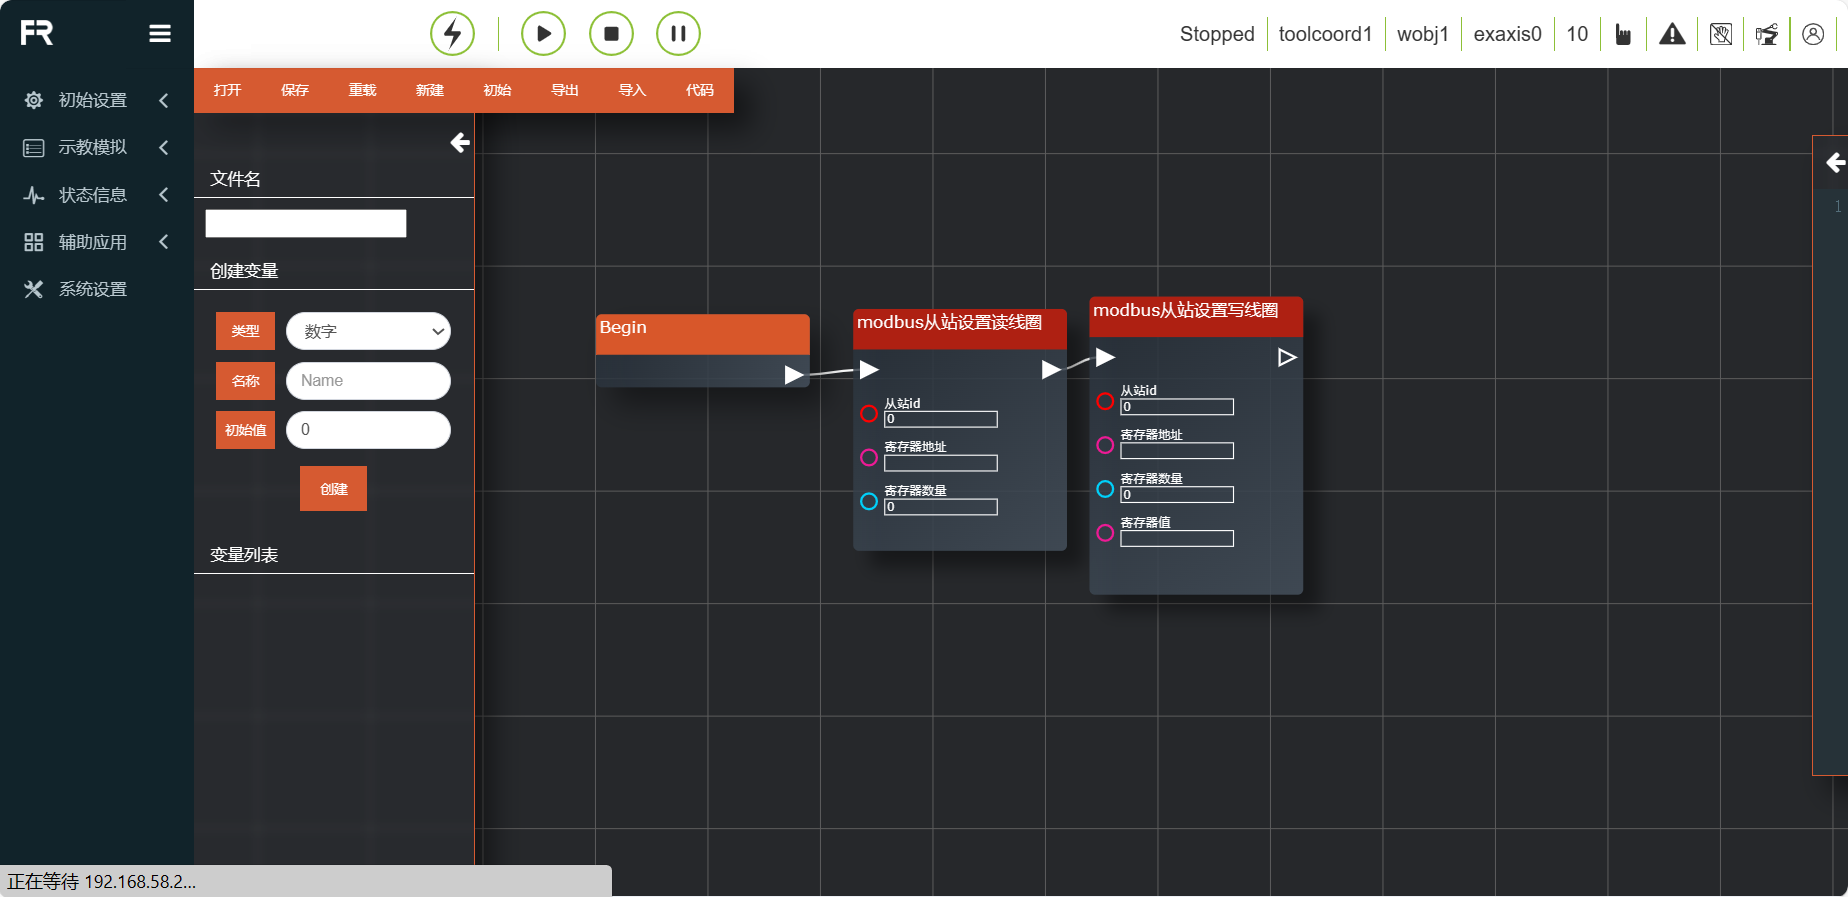 FR
Stopped
toolcoord1
wobj1
exaxis0
10
初始设置
示教模拟
状态信息
辅助应用
系统设置
打开
保存
重载
新建
初始
导出
导入
代码
文件名
创建变量
类型
数字
名称
Name
初始值
0
创建
变量列表
Begin
modbus从站设置读线圈
从站id
0
寄存器地址
寄存器数量
0
modbus从站设置写线圈
从站id
0
寄存器地址
寄存器数量
0
寄存器值
1
正在等待 192.168.58.2...